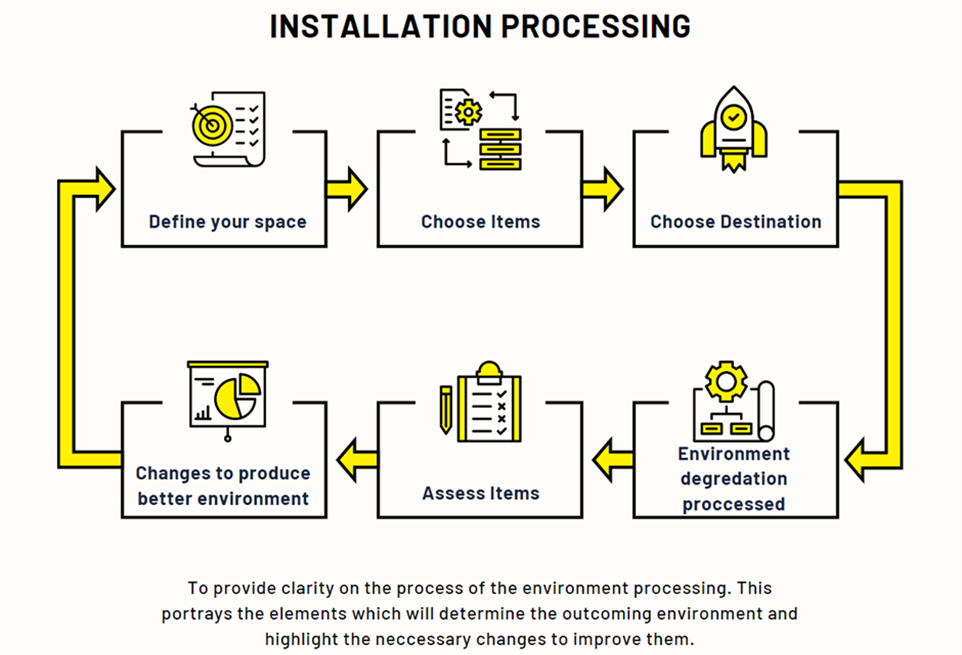 INSTALLATION PROCESSING
Define your space
Choose Items
Choose Destination
Environment
degredation
proccessed
Assess Items
Changes to produce
better environment
To provide clarity on the process of the environment processing. This
portrays the elements which will determine the outcoming environment and
highlight the neccessary changes to improve them.